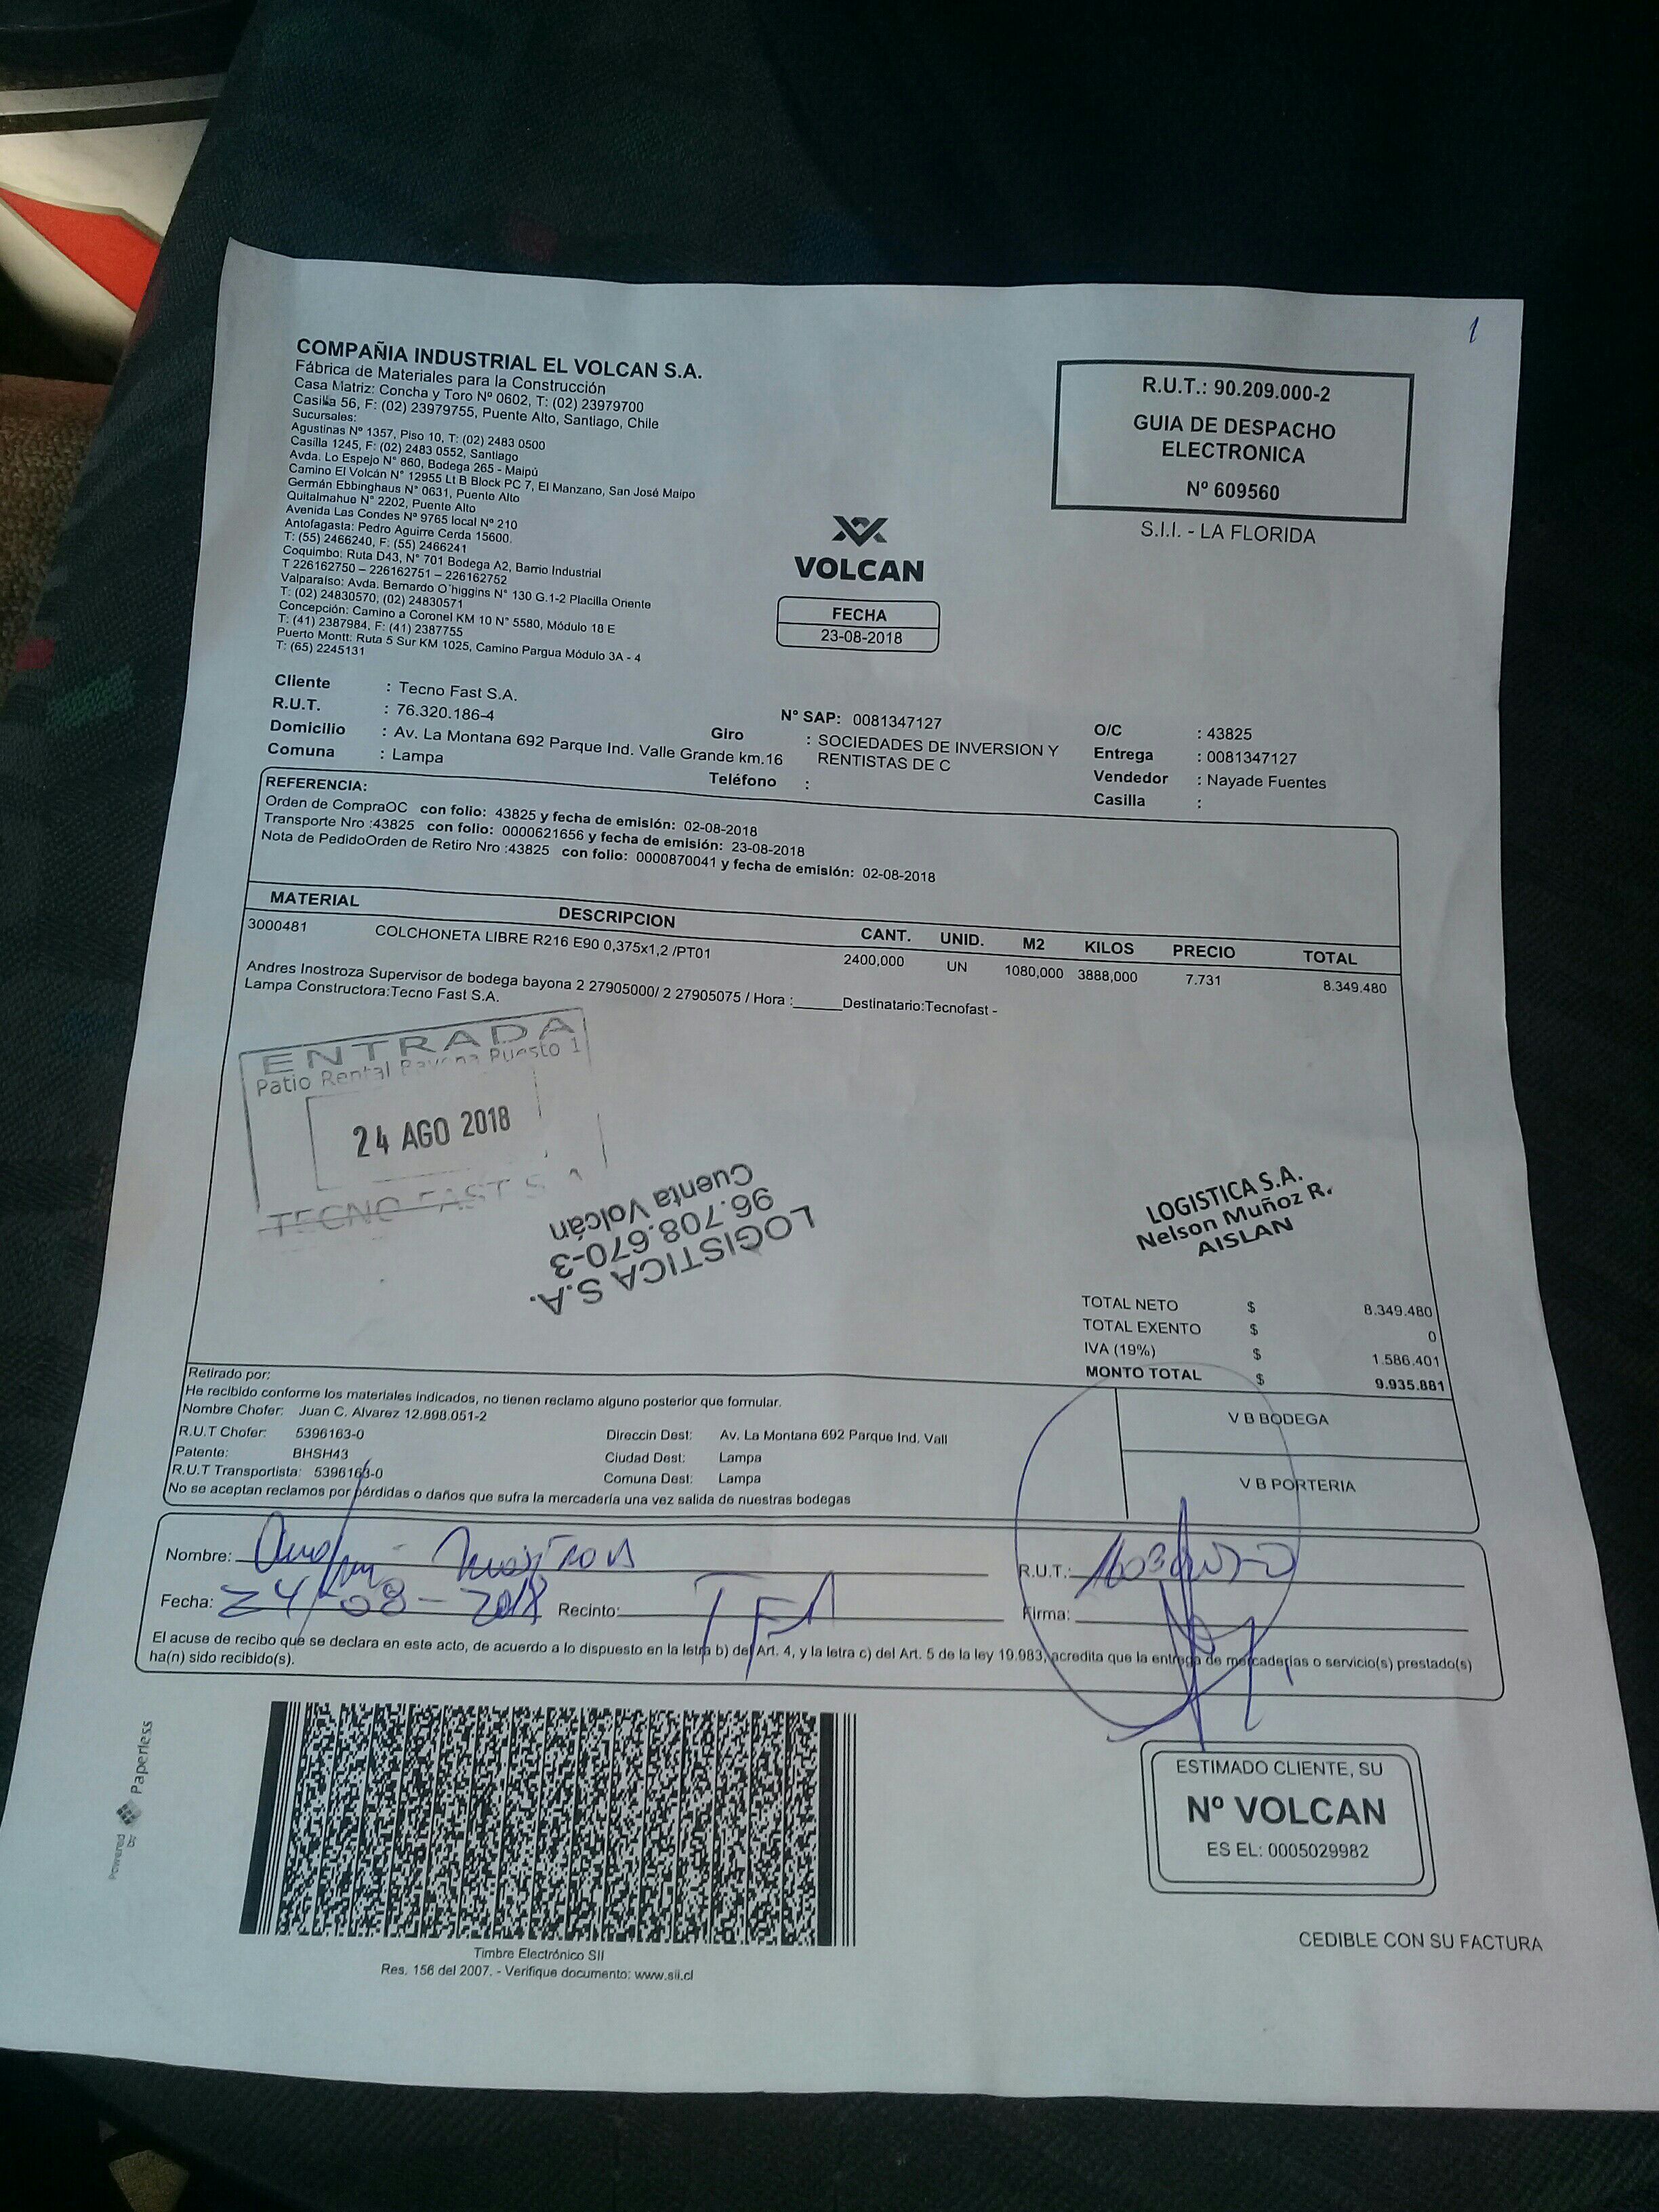 1
COMPAÑIA INDUSTRIAL EL VOLCAN S.A.
Fábrica de Materiales para la Construcción
Casa Matriz: Concha y Toro Nº 0602, T: (02) 23979700
Casilla 56, F: (02) 23979755, Puente Alto, Santiago, Chile
Sucursales:
Agustinas Nº 1357, Piso 10, T: (02) 2483 0500
Casilla 1245, F: (02) 2483 0552, Santiago
Avda. Lo Espejo N° 860, Bodega 265 - Maipú
Camino El Volcán N° 12955 Lt B Block PC 7, El Manzano, San José Maipo
Germán Ebbinghaus N° 0631, Puente Alto
Quitalmahue N° 2202, Puente Alto
Avenida Las Condes Nº 9765 local Nº 210
Antofagasta: Pedro Aguirre Cerda 15600.
T: (55) 2466240, F: (55) 2466241
Coquimbo: Ruta D43, N° 701 Bodega A2, Barrio Industrial
T 226162750 – 226162751 – 226162752
Valparaíso: Avda. Bernardo O´higgins N° 130 G.1-2 Placilla Oriente
T: (02) 24830570, (02) 24830571
Concepción: Camino a Coronel KM 10 N° 5580, Módulo 18 E
T: (41) 2387984, F: (41) 2387755
Puerto Montt: Ruta 5 Sur KM 1025, Camino Pargua Módulo 3A - 4
T: (65) 2245131
VOLCAN
FECHA
23-08-2018
R.U.T.: 90.209.000-2
GUIA DE DESPACHO
ELECTRONICA
Nº 609560
S.I.I. - LA FLORIDA
Cliente : Tecno Fast S.A.
R.U.T. : 76.320.186-4
Domicilio : Av. La Montana 692 Parque Ind. Valle Grande km.16
Comuna : Lampa
N° SAP: 0081347127
Giro : SOCIEDADES DE INVERSION Y
RENTISTAS DE C
Teléfono :
O/C : 43825
Entrega : 0081347127
Vendedor : Nayade Fuentes
Casilla :
REFERENCIA:
Orden de CompraOC con folio: 43825 y fecha de emisión: 02-08-2018
Transporte Nro :43825 con folio: 0000621656 y fecha de emisión: 23-08-2018
Nota de PedidoOrden de Retiro Nro :43825 con folio: 0000870041 y fecha de emisión: 02-08-2018
MATERIAL DESCRIPCION CANT. UNID. M2 KILOS PRECIO TOTAL
3000481 COLCHONETA LIBRE R216 E90 0,375x1,2 /PT01 2400,000 UN 1080,000 3888,000 7.731 8.349.480
Andres Inostroza Supervisor de bodega bayona 2 27905000/ 2 27905075 / Hora :______Destinatario:Tecnofast -
Lampa Constructora:Tecno Fast S.A.
ENTRADA
Patio Rental Bayona Puesto 1
24 AGO 2018
TECNO FAST S.A
LOGISTICA S.A.
96.708.670-3
Cuenta Volcán
LOGISTICA S.A.
Nelson Muñoz R.
AISLAN
TOTAL NETO $ 8.349.480
TOTAL EXENTO $ 0
IVA (19%) $ 1.586.401
MONTO TOTAL $ 9.935.881
Retirado por:
He recibido conforme los materiales indicados, no tienen reclamo alguno posterior que formular.
Nombre Chofer: Juan C. Alvarez 12.898.051-2
R.U.T Chofer: 5396163-0
Patente: BHSH43
R.U.T Transportista: 5396163-0
Direccin Dest: Av. La Montana 692 Parque Ind. Vall
Ciudad Dest: Lampa
Comuna Dest: Lampa
No se aceptan reclamos por pérdidas o daños que sufra la mercadería una vez salida de nuestras bodegas
V B BODEGA
V B PORTERIA
Nombre:
R.U.T.:
Fecha: 24-08-2018 Recinto: TFA
Firma:
El acuse de recibo que se declara en este acto, de acuerdo a lo dispuesto en la letra b) del Art. 4, y la letra c) del Art. 5 de la ley 19.983, acredita que la entrega de mercaderías o servicio(s) prestado(s)
ha(n) sido recibido(s).
Powered by Paperless
Timbre Electrónico SII
Res. 156 del 2007. - Verifique documento: www.sii.cl
ESTIMADO CLIENTE, SU
Nº VOLCAN
ES EL: 0005029982
CEDIBLE CON SU FACTURA